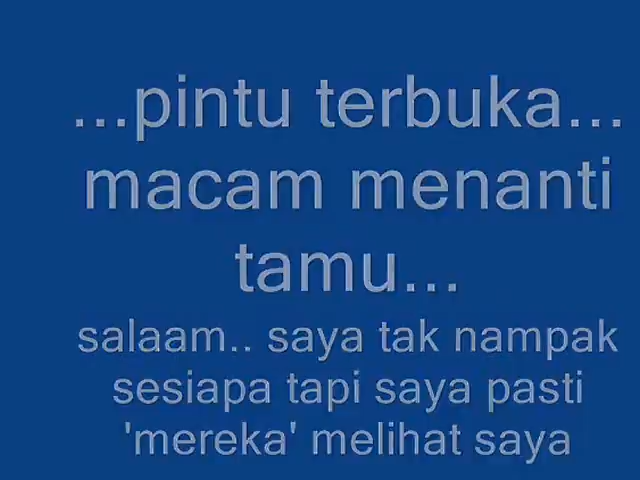 ...pintu terbuka...
macam menanti
tamu...
salaam.. saya tak nampak
sesiapa tapi saya pasti
'mereka' melihat saya